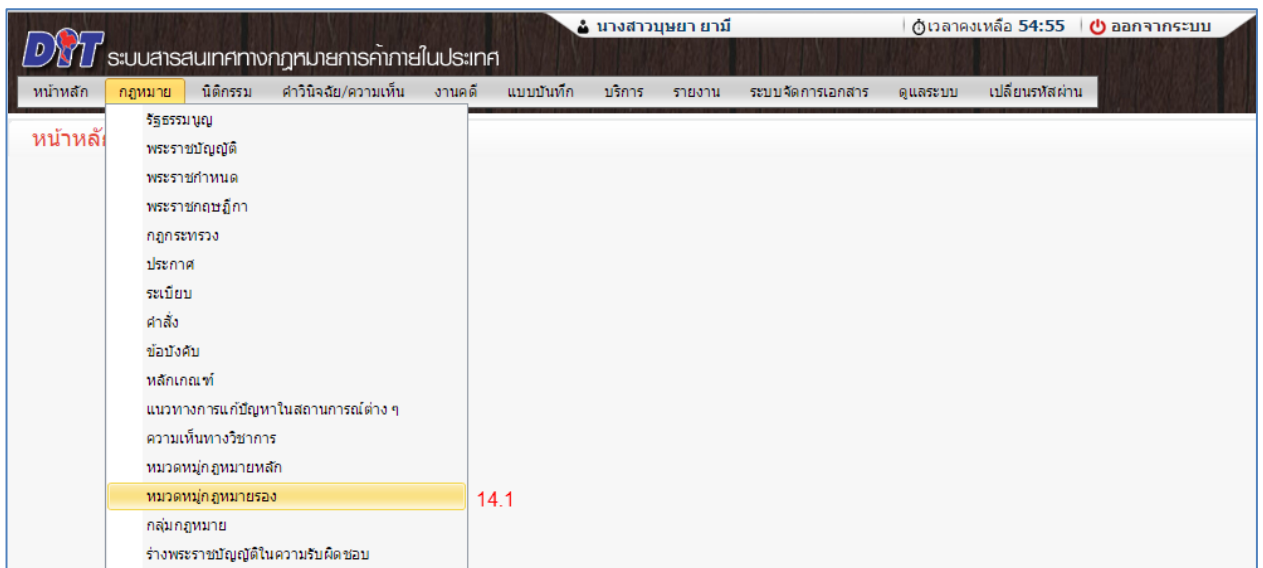 นางสาวบุษยา ยามี เวลาคงเหลือ 54:55 ออกจากระบบ
DIT ระบบสารสนเทศทางกฎหมายการค้าภายในประเทศ
หน้าหลัก กฎหมาย นิติกรรม คำวินิจฉัย/ความเห็น งานคดี แบบบันทึก บริการ รายงาน ระบบจัดการเอกสาร ดูแลระบบ เปลี่ยนรหัสผ่าน
หน้าหลัก
รัฐธรรมนูญ
พระราชบัญญัติ
พระราชกำหนด
พระราชกฤษฎีกา
กฎกระทรวง
ประกาศ
ระเบียบ
คำสั่ง
ข้อบังคับ
หลักเกณฑ์
แนวทางการแก้ปัญหาในสถานการณ์ต่าง ๆ
ความเห็นทางวิชาการ
หมวดหมู่กฎหมายหลัก
หมวดหมู่กฎหมายรอง 14.1
กลุ่มกฎหมาย
ร่างพระราชบัญญัติในความรับผิดชอบ